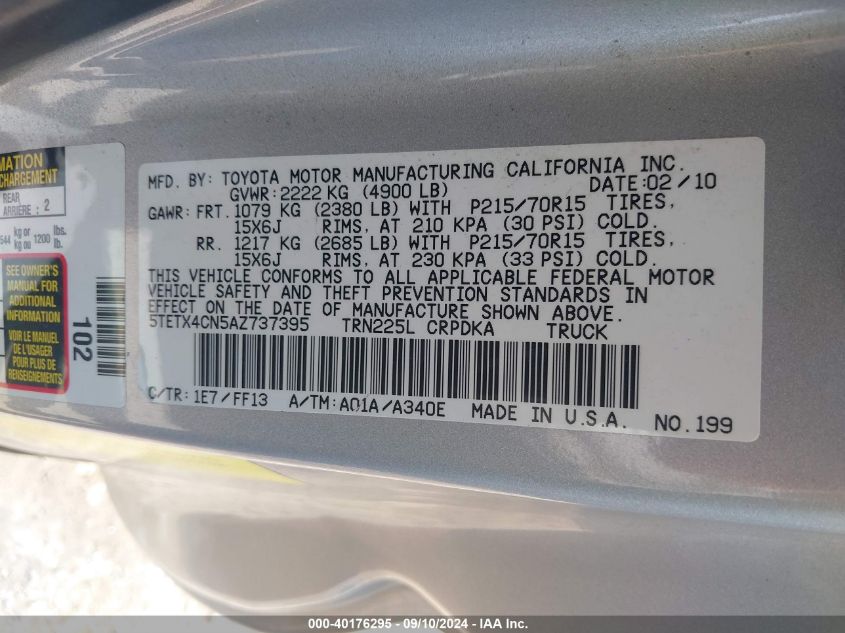 MATION
CHARGEMENT
REAR
ARRIÈRE : 2
544 kg or kg ou 1200 lbs. lb.
SEE OWNER'S
MANUAL FOR
ADDITIONAL
INFORMATION
VOIR LE MANUEL
DE L'USAGER
POUR PLUS DE
RENSEIGNEMENTS
102
MFD. BY: TOYOTA MOTOR MANUFACTURING CALIFORNIA INC.
GVWR:2222 KG (4900 LB) DATE:02/10
GAWR: FRT. 1079 KG (2380 LB) WITH P215/70R15 TIRES,
15X6J RIMS, AT 210 KPA (30 PSI) COLD.
RR. 1217 KG (2685 LB) WITH P215/70R15 TIRES,
15X6J RIMS, AT 230 KPA (33 PSI) COLD.
THIS VEHICLE CONFORMS TO ALL APPLICABLE FEDERAL MOTOR
VEHICLE SAFETY AND THEFT PREVENTION STANDARDS IN
EFFECT ON THE DATE OF MANUFACTURE SHOWN ABOVE.
5TETX4CN5AZ737395 TRN225L CRPDKA TRUCK
C/TR: 1E7/FF13 A/TM:A01A/A340E MADE IN U.S.A. NO.199
000-40176295 - 09/10/2024 - IAA Inc.